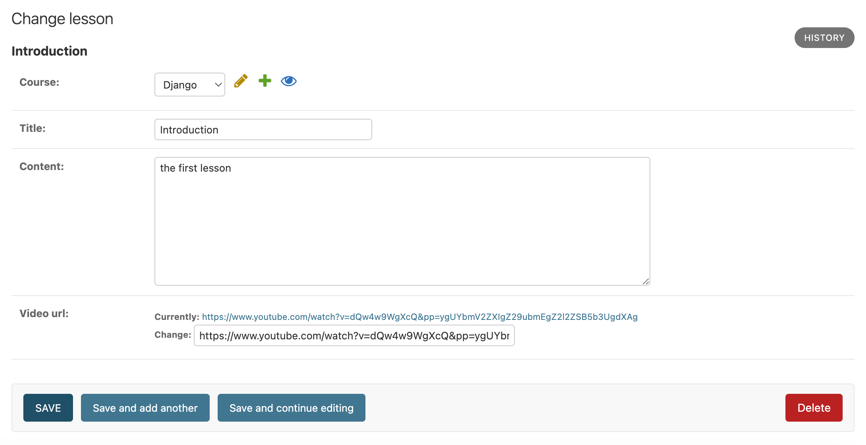 Change lesson
HISTORY
Introduction
Course:
Django
Title:
Introduction
Content:
the first lesson
Video url:
Currently: https://www.youtube.com/watch?v=dQw4w9WgXcQ&pp=ygUYbmV2ZXIgZ29ubmEgZ2l2ZSB5b3UgdXAg
Change: https://www.youtube.com/watch?v=dQw4w9WgXcQ&pp=ygUYbr
SAVE
Save and add another
Save and continue editing
Delete